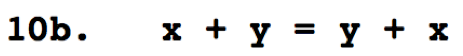 10b. x + y = y + x